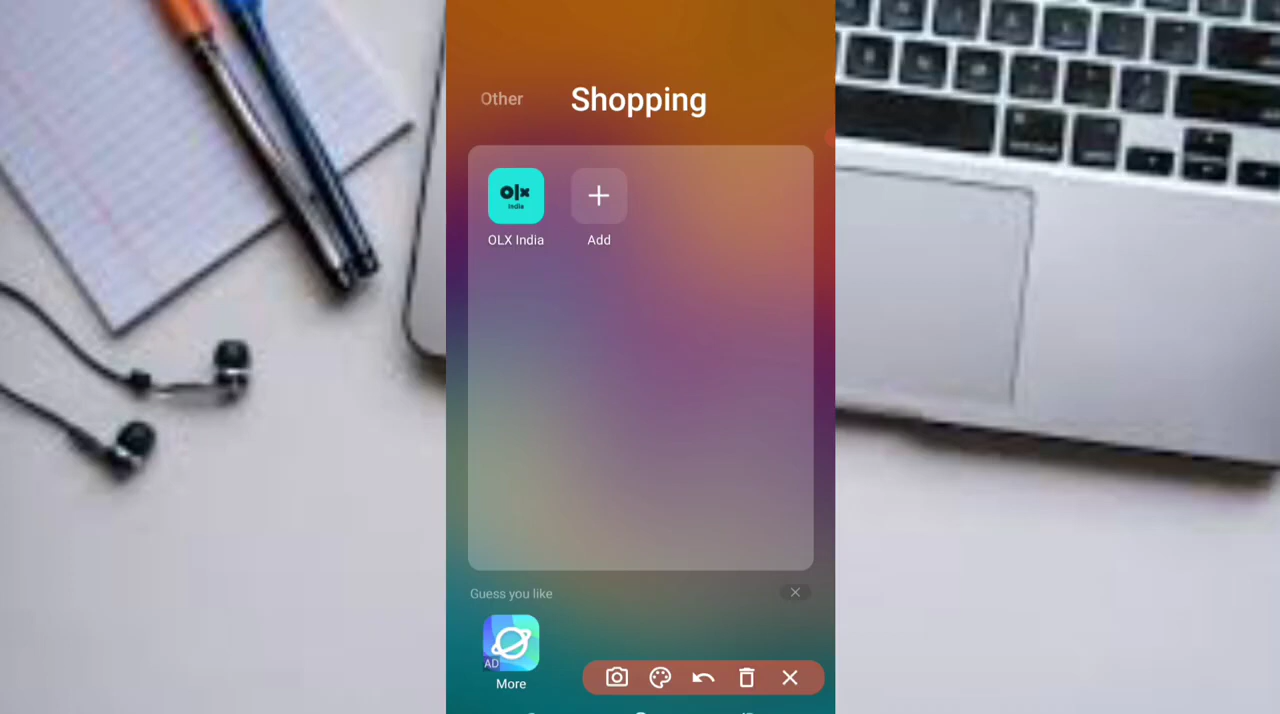 Other
Shopping
olx
india
OLX India
Add
Guess you like
AD
More